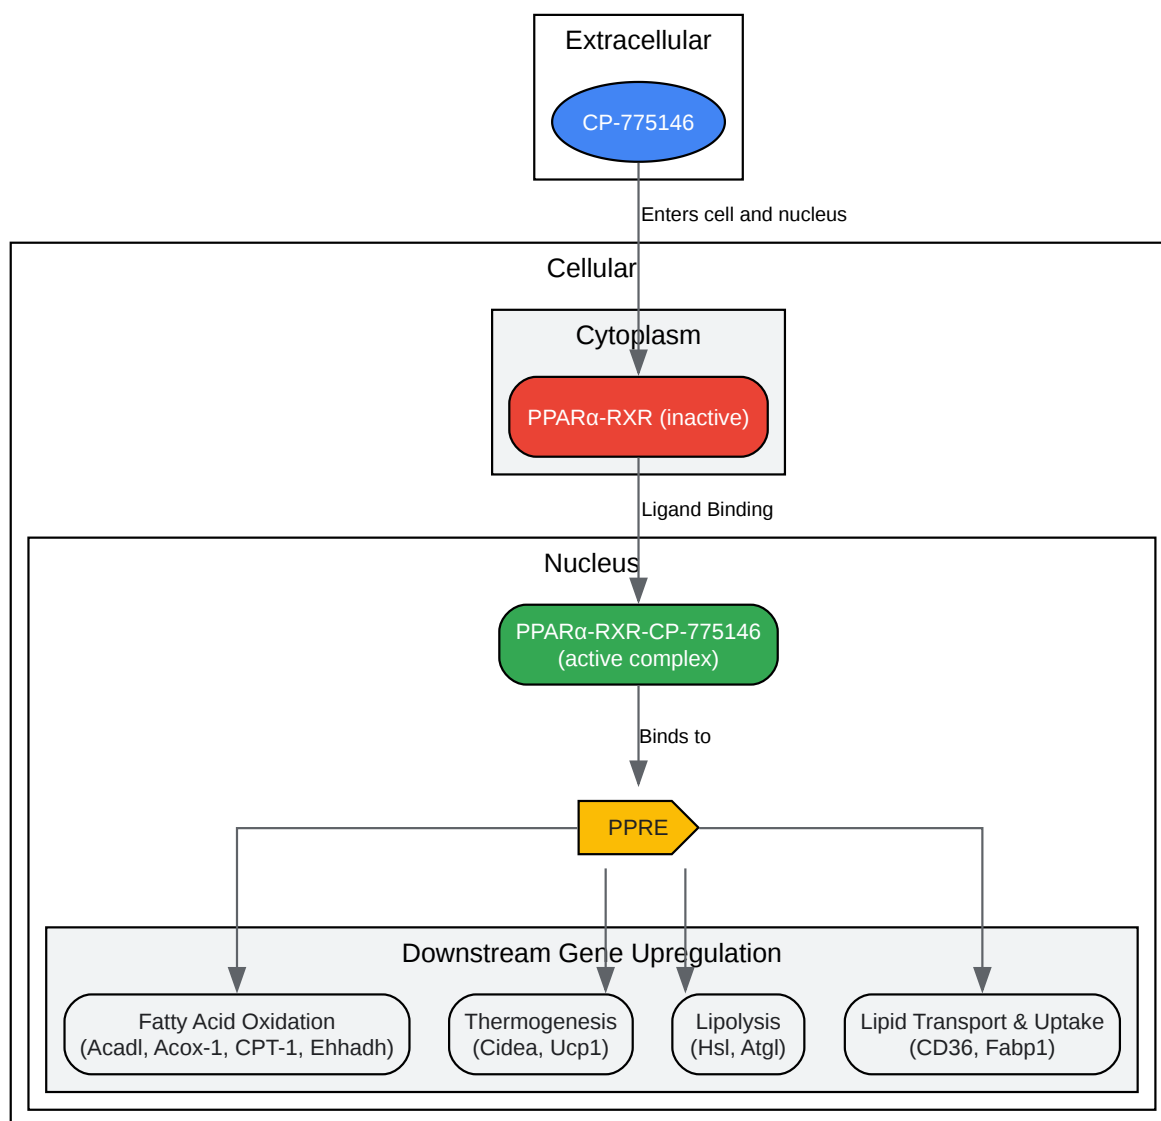 Extracellular
CP-775146
Enters cell and nucleus
Cellular
Cytoplasm
PPARα-RXR (inactive)
Ligand Binding
Nucleus
PPARα-RXR-CP-775146
(active complex)
Binds to
PPRE
Downstream Gene Upregulation
Fatty Acid Oxidation
(Acadl, Acox-1, CPT-1, Ehhadh)
Thermogenesis
(Cidea, Ucp1)
Lipolysis
(Hsl, Atgl)
Lipid Transport & Uptake
(CD36, Fabp1)